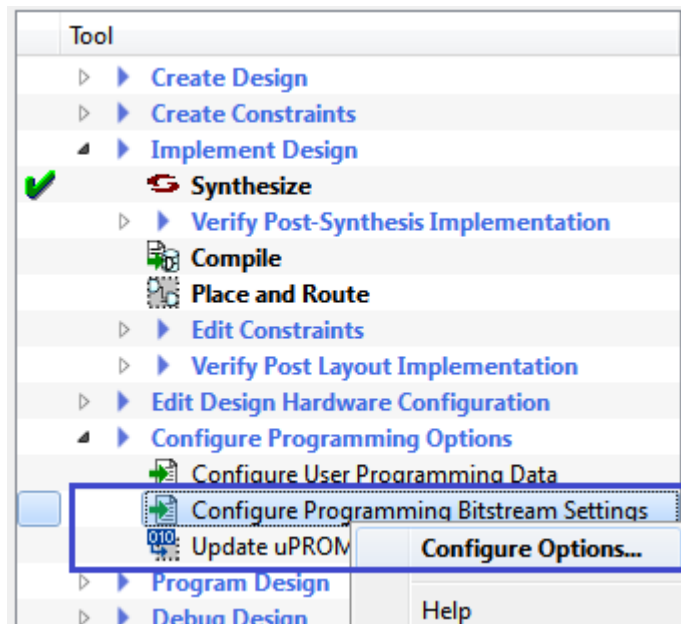 Tool
Create Design
Create Constraints
Implement Design
Synthesize
Verify Post-Synthesis Implementation
Compile
Place and Route
Edit Constraints
Verify Post Layout Implementation
Edit Design Hardware Configuration
Configure Programming Options
Configure User Programming Data
Configure Programming Bitstream Settings
Update uPROM
Configure Options...
Program Design
Debug Design
Help